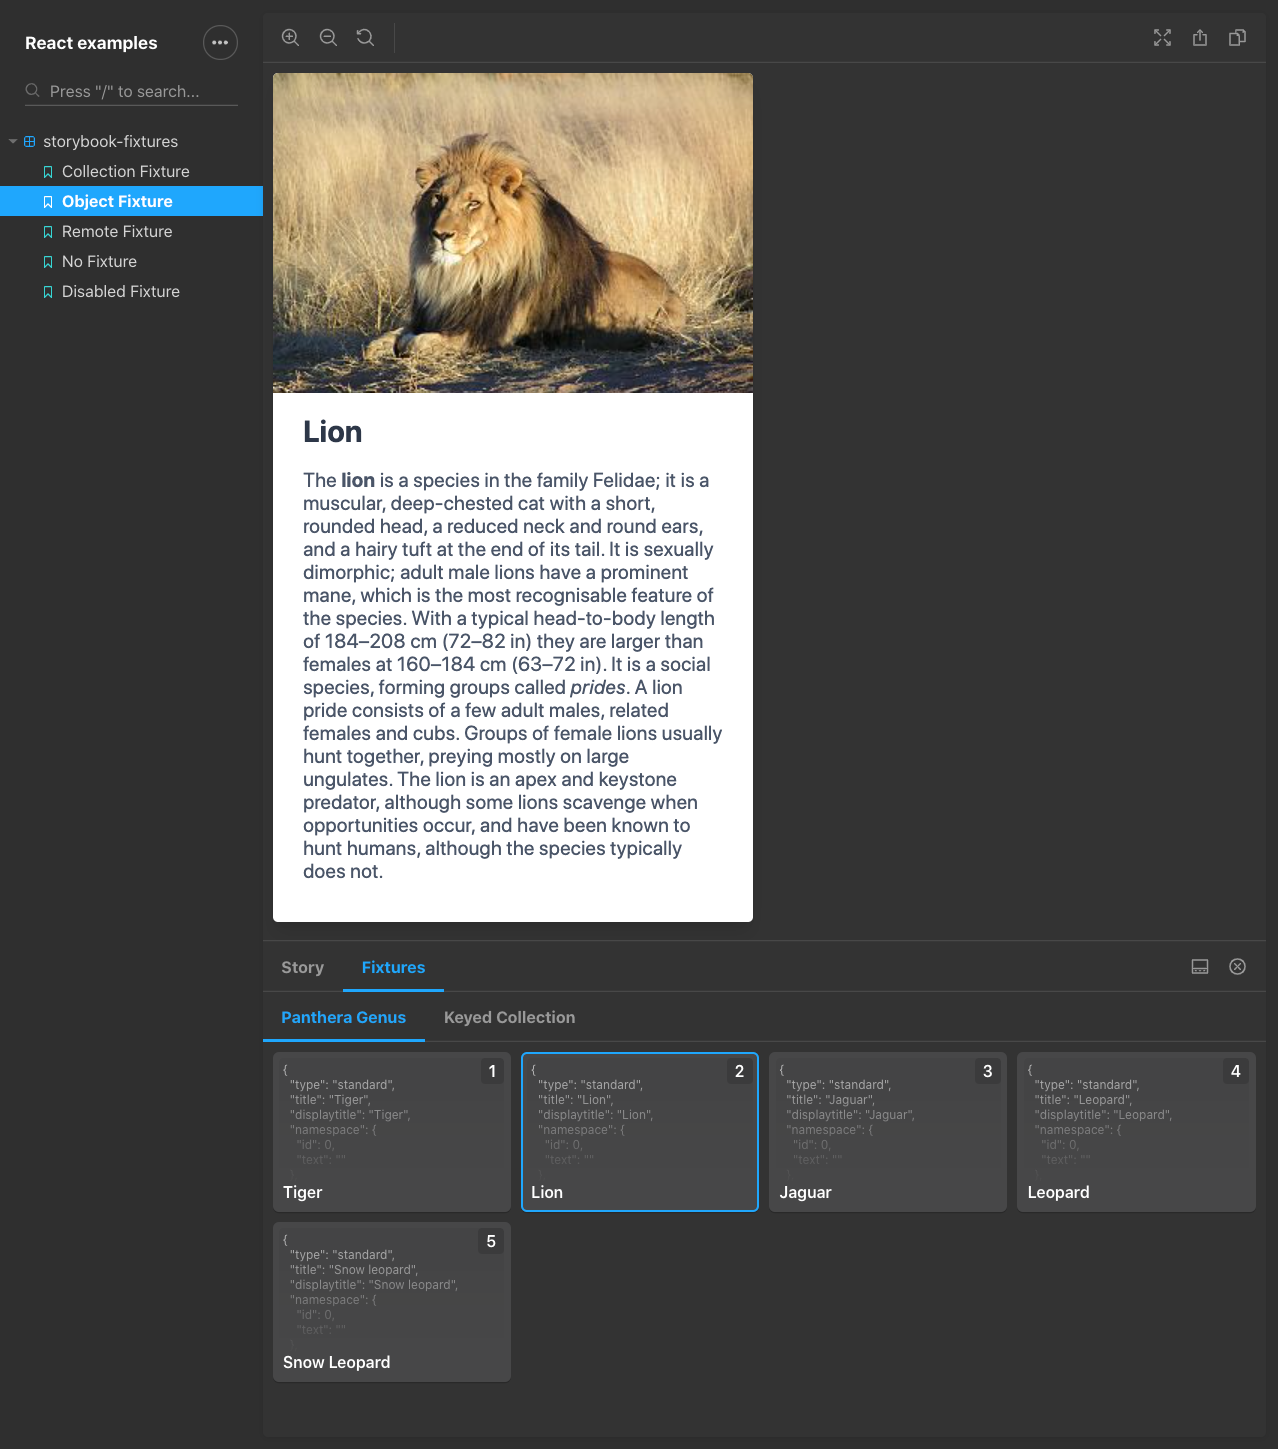 React examples
Press "/" to search...
storybook-fixtures
Collection Fixture
Object Fixture
Remote Fixture
No Fixture
Disabled Fixture
Lion
The lion is a species in the family Felidae; it is a
muscular, deep-chested cat with a short,
rounded head, a reduced neck and round ears,
and a hairy tuft at the end of its tail. It is sexually
dimorphic; adult male lions have a prominent
mane, which is the most recognisable feature of
the species. With a typical head-to-body length
of 184–208 cm (72–82 in) they are larger than
females at 160–184 cm (63–72 in). It is a social
species, forming groups called prides. A lion
pride consists of a few adult males, related
females and cubs. Groups of female lions usually
hunt together, preying mostly on large
ungulates. The lion is an apex and keystone
predator, although some lions scavenge when
opportunities occur, and have been known to
hunt humans, although the species typically
does not.
Story
Fixtures
Panthera Genus
Keyed Collection
1
{
"type": "standard",
"title": "Tiger",
"displaytitle": "Tiger",
"namespace": {
"id": 0,
"text": ""
}
Tiger
2
{
"type": "standard",
"title": "Lion",
"displaytitle": "Lion",
"namespace": {
"id": 0,
"text": ""
}
Lion
3
{
"type": "standard",
"title": "Jaguar",
"displaytitle": "Jaguar",
"namespace": {
"id": 0,
"text": ""
}
Jaguar
4
{
"type": "standard",
"title": "Leopard",
"displaytitle": "Leopard",
"namespace": {
"id": 0,
"text": ""
}
Leopard
5
{
"type": "standard",
"title": "Snow leopard",
"displaytitle": "Snow leopard",
"namespace": {
"id": 0,
"text": ""
Snow Leopard